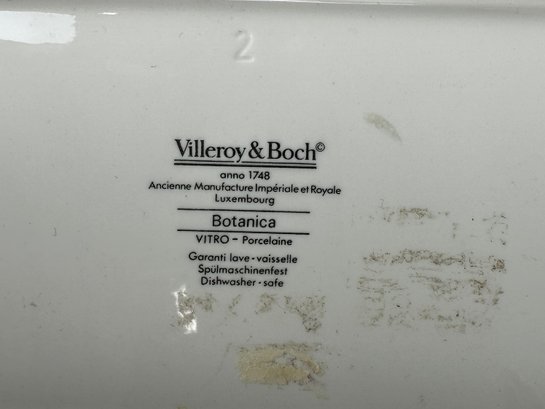 2
Villeroy & Boch©
anno 1748
Ancienne Manufacture Impériale et Royale
Luxembourg
Botanica
VITRO - Porcelaine
Garanti lave-vaisselle
Spülmaschinenfest
Dishwasher-safe